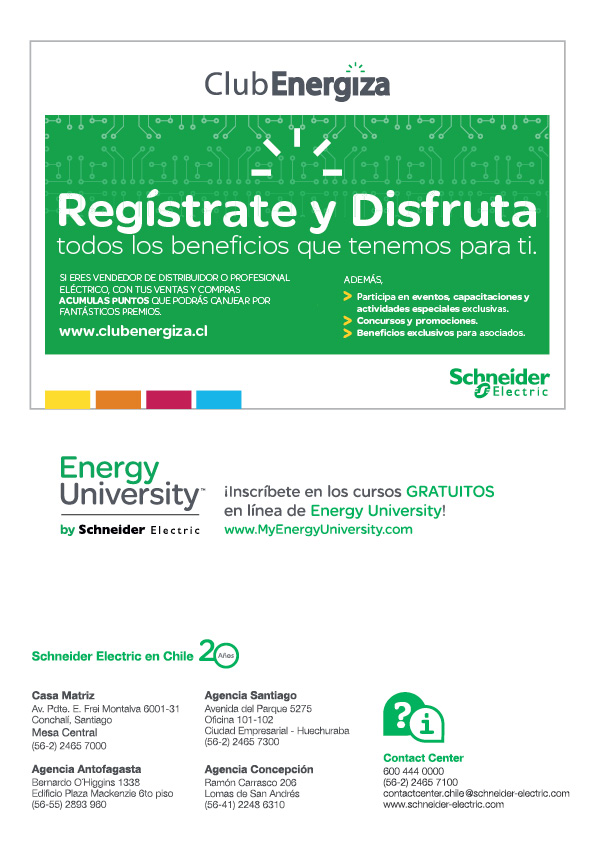 Club Energiza
Regístrate y Disfruta
todos los beneficios que tenemos para ti.
SI ERES VENDEDOR DE DISTRIBUIDOR O PROFESIONAL
ELÉCTRICO, CON TUS VENTAS Y COMPRAS
ACUMULAS PUNTOS QUE PODRÁS CANJEAR POR
FANTÁSTICOS PREMIOS.
www.clubenergiza.cl
ADEMÁS,
Participa en eventos, capacitaciones y
actividades especiales exclusivas.
Concursos y promociones.
Beneficios exclusivos para asociados.
Schneider
Electric
Energy
University™
by Schneider Electric
¡Inscríbete en los cursos GRATUITOS
en línea de Energy University!
www.MyEnergyUniversity.com
Schneider Electric en Chile 20 Años
Casa Matriz
Av. Pdte. E. Frei Montalva 6001-31
Conchalí, Santiago
Mesa Central
(56-2) 2465 7000
Agencia Antofagasta
Bernardo O'Higgins 1338
Edificio Plaza Mackenzie 6to piso
(56-55) 2893 960
Agencia Santiago
Avenida del Parque 5275
Oficina 101-102
Ciudad Empresarial - Huechuraba
(56-2) 2465 7300
Agencia Concepción
Ramón Carrasco 206
Lomas de San Andrés
(56-41) 2248 6310
?i
Contact Center
600 444 0000
(56-2) 2465 7100
contactcenter.chile@schneider-electric.com
www.schneider-electric.com